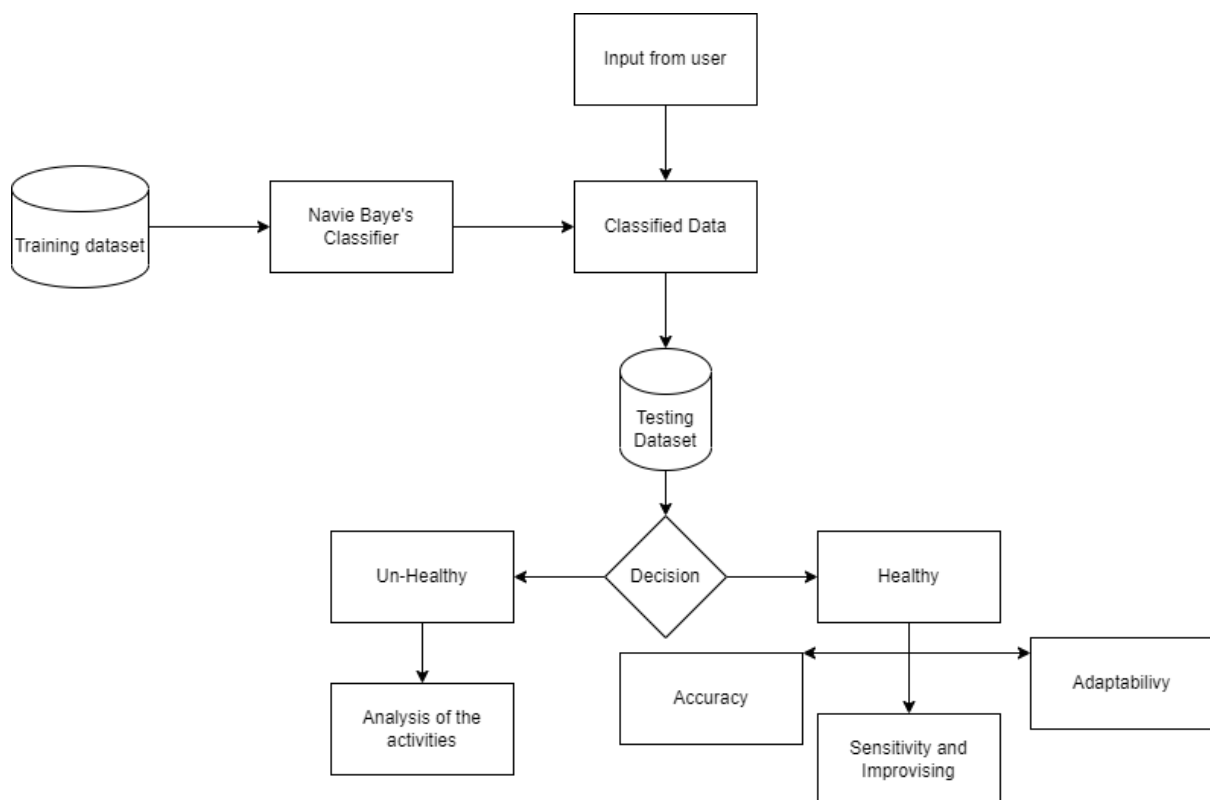 Input from user
Training dataset
Navie Baye's
Classifier
Classified Data
Testing
Dataset
Un-Healthy
Decision
Healthy
Analysis of the
activities
Accuracy
Adaptabilivy
Sensitivity and
Improvising